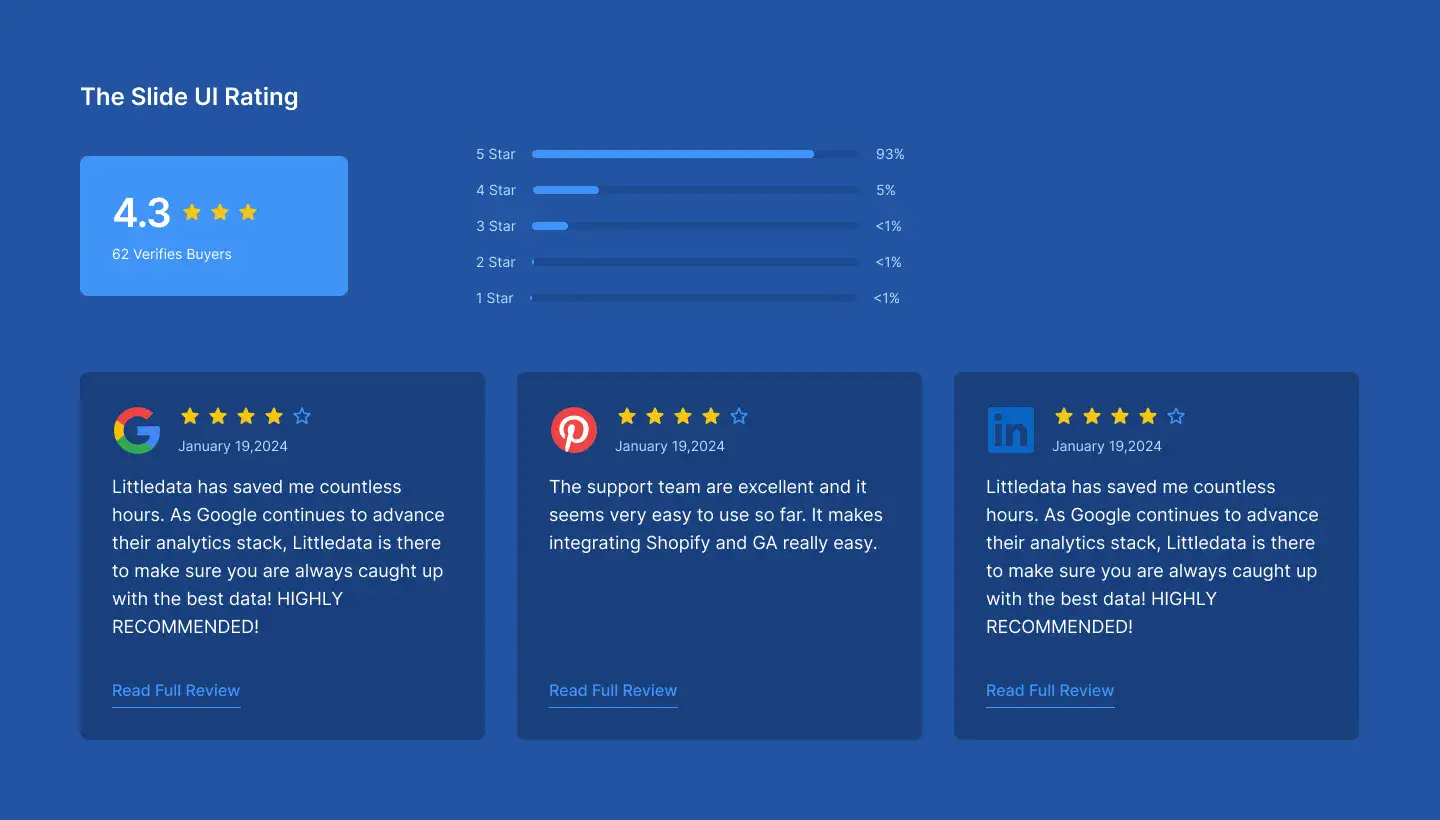 The Slide UI Rating
4.3
62 Verifies Buyers
5 Star 93%
4 Star 5%
3 Star <1%
2 Star <1%
1 Star <1%
January 19,2024
Littledata has saved me countless
hours. As Google continues to advance
their analytics stack, Littledata is there
to make sure you are always caught up
with the best data! HIGHLY
RECOMMENDED!
Read Full Review
January 19,2024
The support team are excellent and it
seems very easy to use so far. It makes
integrating Shopify and GA really easy.
Read Full Review
in
January 19,2024
Littledata has saved me countless
hours. As Google continues to advance
their analytics stack, Littledata is there
to make sure you are always caught up
with the best data! HIGHLY
RECOMMENDED!
Read Full Review